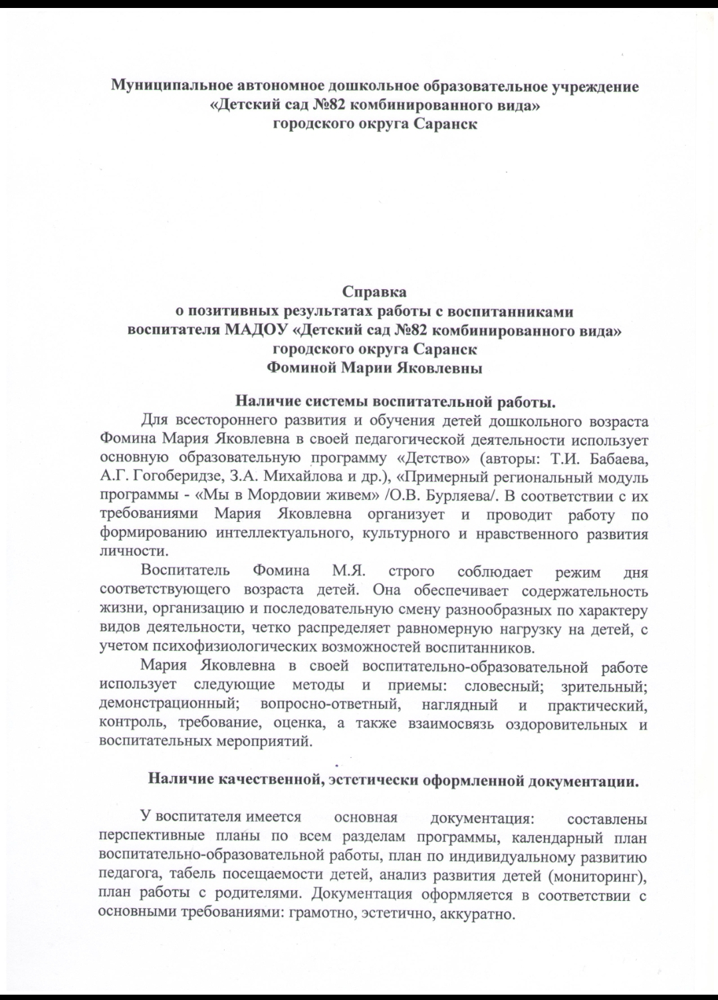 Муниципальное автономное дошкольное образовательное учреждение
«Детский сад №82 комбинированного вида»
городского округа Саранск
Справка
о позитивных результатах работы с воспитанниками
воспитателя МАДОУ «Детский сад №82 комбинированного вида»
городского округа Саранск
Фоминой Марии Яковлевны
Наличие системы воспитательной работы.
Для всестороннего развития и обучения детей дошкольного возраста
Фомина Мария Яковлевна в своей педагогической деятельности использует
основную образовательную программу «Детство» (авторы: Т.И. Бабаева,
А.Г. Гогоберидзе, З.А. Михайлова и др.), «Примерный региональный модуль
программы - «Мы в Мордовии живем» /О.В. Бурляева/. В соответствии с их
требованиями Мария Яковлевна организует и проводит работу по
формированию интеллектуального, культурного и нравственного развития
личности.
Воспитатель Фомина М.Я. строго соблюдает режим дня
соответствующего возраста детей. Она обеспечивает содержательность
жизни, организацию и последовательную смену разнообразных по характеру
видов деятельности, четко распределяет равномерную нагрузку на детей, с
учетом психофизиологических возможностей воспитанников.
Мария Яковлевна в своей воспитательно-образовательной работе
использует следующие методы и приемы: словесный; зрительный;
демонстрационный; вопросно-ответный, наглядный и практический,
контроль, требование, оценка, а также взаимосвязь оздоровительных и
воспитательных мероприятий.
Наличие качественной, эстетически оформленной документации.
У воспитателя имеется основная документация: составлены
перспективные планы по всем разделам программы, календарный план
воспитательно-образовательной работы, план по индивидуальному развитию
педагога, табель посещаемости детей, анализ развития детей (мониторинг),
план работы с родителями. Документация оформляется в соответствии с
основными требованиями: грамотно, эстетично, аккуратно.